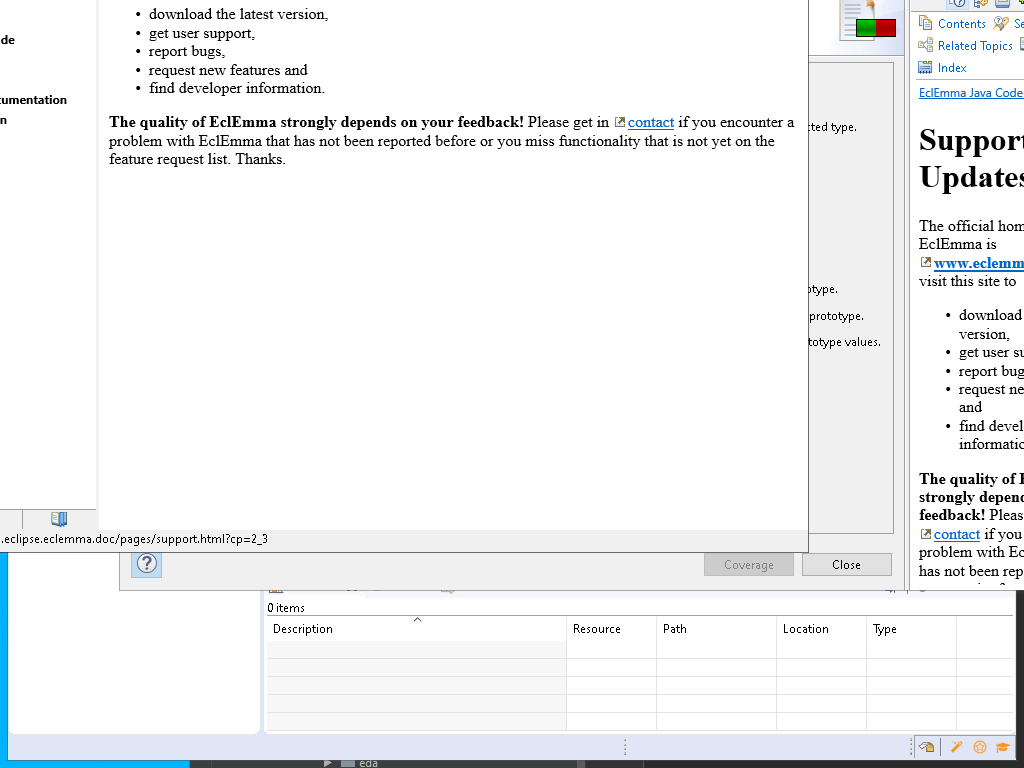 de
umentation
n
• download the latest version,
• get user support,
• report bugs,
• request new features and
• find developer information.
The quality of EclEmma strongly depends on your feedback! Please get in contact if you encounter a
problem with EclEmma that has not been reported before or you miss functionality that is not yet on the
feature request list. Thanks.
.eclipse.eclemma.doc/pages/support.html?cp=2_3
cted type.
otype.
prototype.
totype values.
Coverage
Close
Contents
Se
Related Topics
Index
EclEmma Java Code
Support
Updates
The official hom
EclEmma is
www.eclemm
visit this site to
• download
version,
• get user su
• report bug
• request ne
and
• find devel
informatio
The quality of E
strongly depend
feedback! Pleas
contact if you
problem with Ec
has not been rep
0 items
Description
Resource
Path
Location
Type
eda